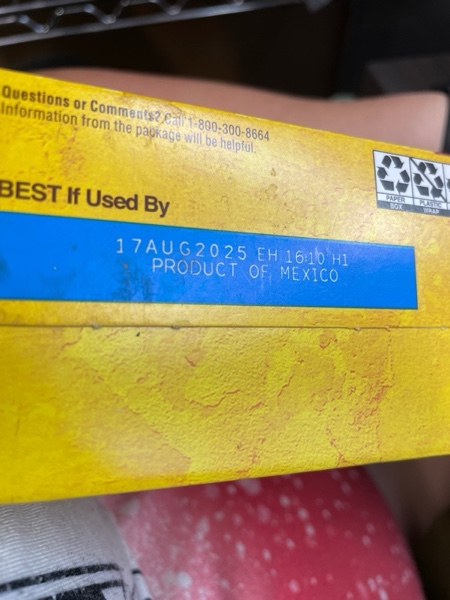 Questions or Comments? Call 1-800-300-8664
Information from the package will be helpful.
PAPER
BOX
PLASTIC
WRAP
BEST If Used By
17AUG2025 EH 16:10 H1
PRODUCT OF MEXICO